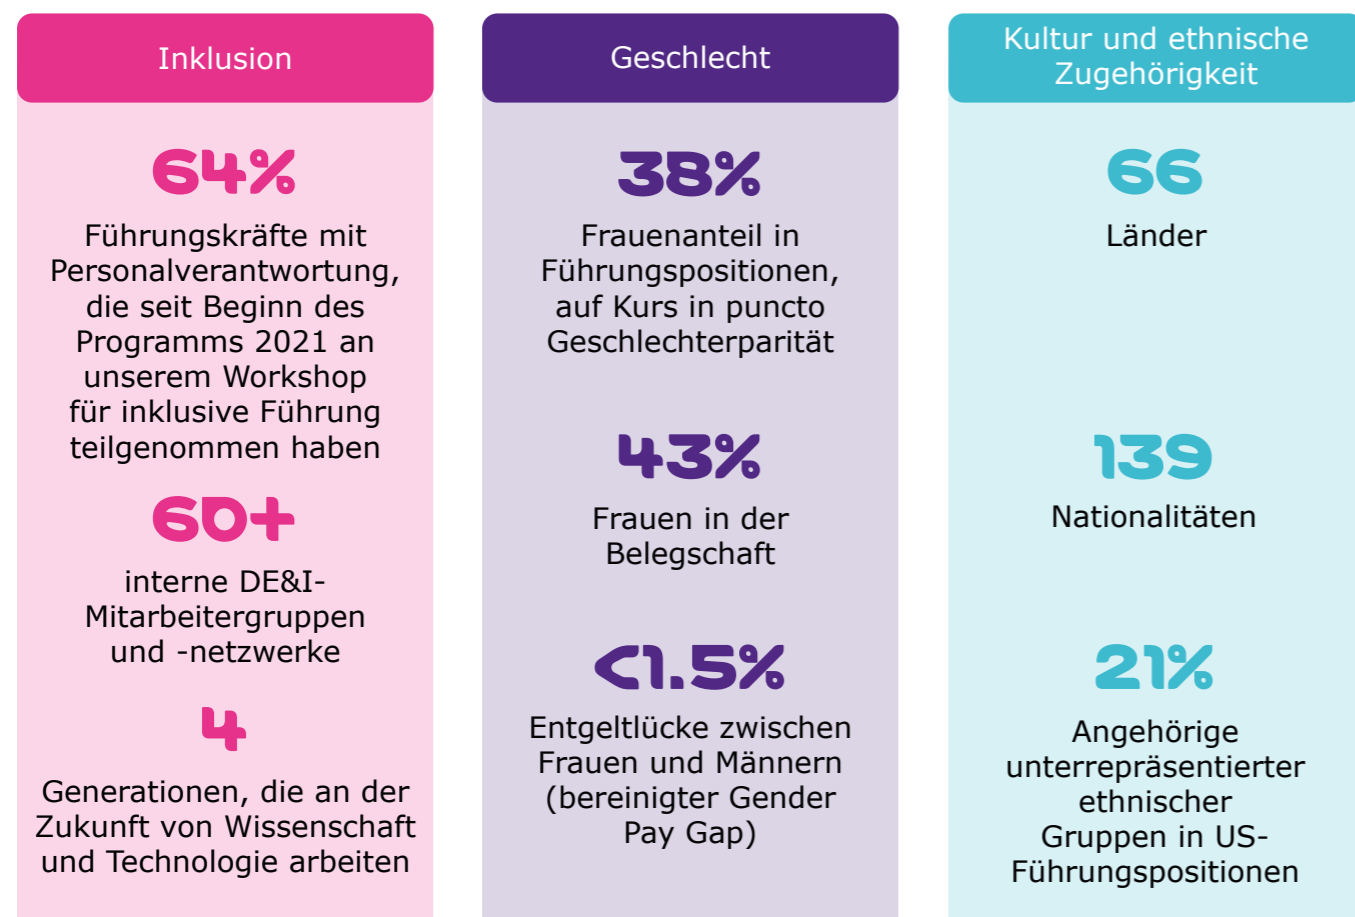 Inklusion
64%
Führungskräfte mit
Personalverantwortung,
die seit Beginn des
Programms 2021 an
unserem Workshop
für inklusive Führung
teilgenommen haben
60+
interne DE&I-
Mitarbeitergruppen
und -netzwerke
4
Generationen, die an der
Zukunft von Wissenschaft
und Technologie arbeiten
Geschlecht
38%
Frauenanteil in
Führungspositionen,
auf Kurs in puncto
Geschlechterparität
43%
Frauen in der
Belegschaft
<1.5%
Entgeltlücke zwischen
Frauen und Männern
(bereinigter Gender
Pay Gap)
Kultur und ethnische
Zugehörigkeit
66
Länder
139
Nationalitäten
21%
Angehörige
unterrepräsentierter
ethnischer
Gruppen in US-
Führungspositionen